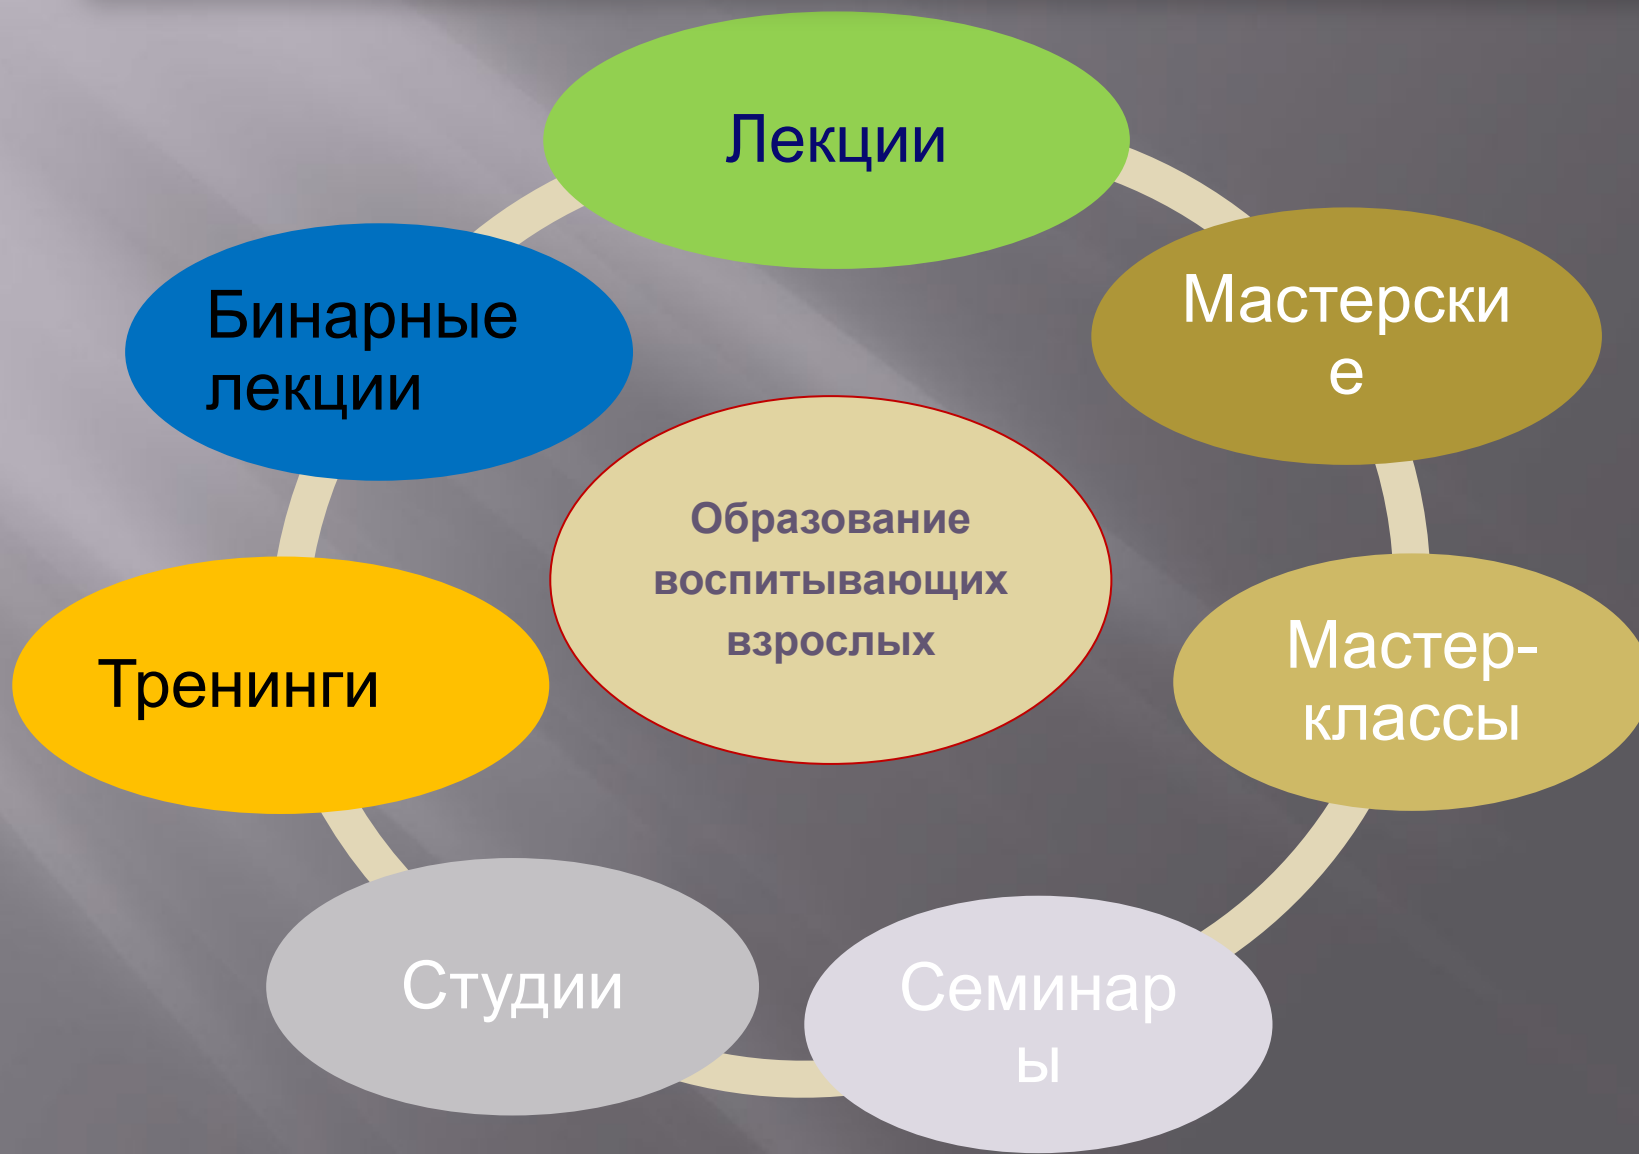 Лекции
Мастерски
е
Мастер-
классы
Семинар
ы
Студии
Тренинги
Бинарные
лекции
Образование
воспитывающих
взрослых